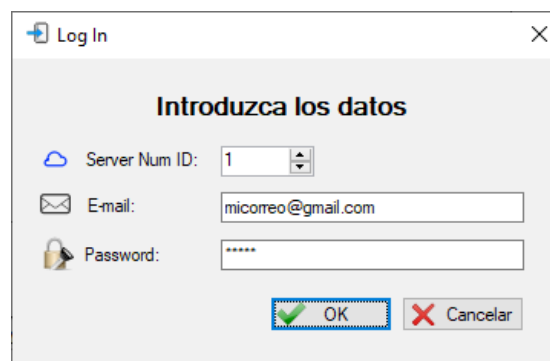 Log In
Introduzca los datos
Server Num ID: 1
E-mail: micorreo@gmail.com
Password: *****
OK Cancelar